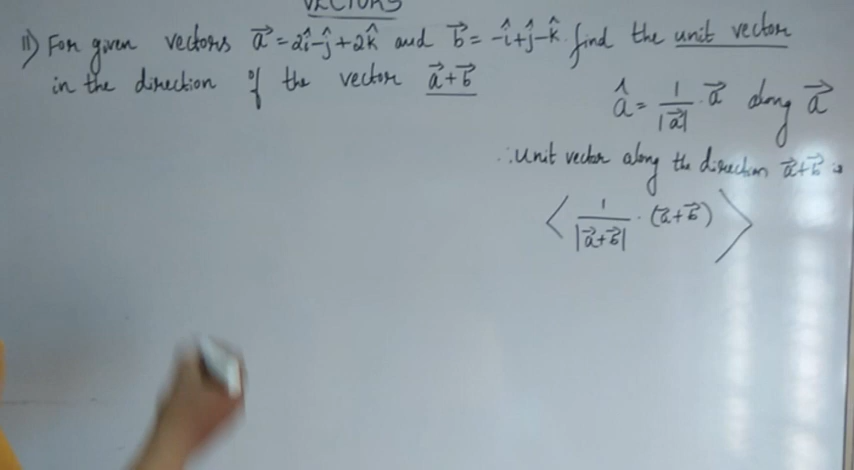 VECTORS
11) For given vectors a⃗ = 2î-ĵ+2k̂ and b⃗ = -î+ĵ-k̂ find the unit vector
in the direction of the vector a⃗+b⃗
â = 1/|a⃗| . a⃗ along a⃗
∴ Unit vector along the direction a⃗+b⃗ is
< 1/|a⃗+b⃗| . (a⃗+b⃗) >